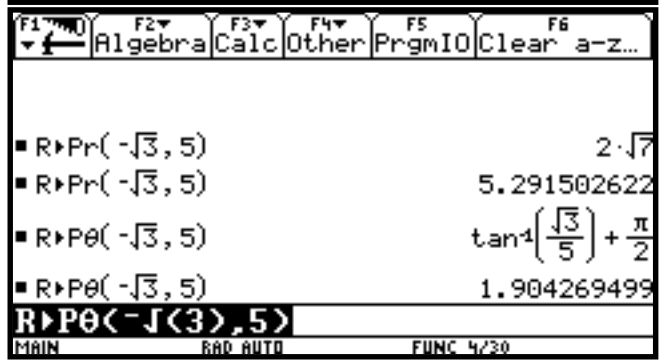 F1 F2▼ F3▼ F4▼ F5 F6
▼ Algebra Calc Other PrgmIO Clear a-z…
▪ R▸Pr(-√3, 5) 2·√7
▪ R▸Pr(-√3, 5) 5.291502622
▪ R▸Pθ(-√3, 5) tan⁻¹(√3/5) + π/2
▪ R▸Pθ(-√3, 5) 1.904269499
R▸Pθ(-√(3),5)
MAIN RAD AUTO FUNC 4/30